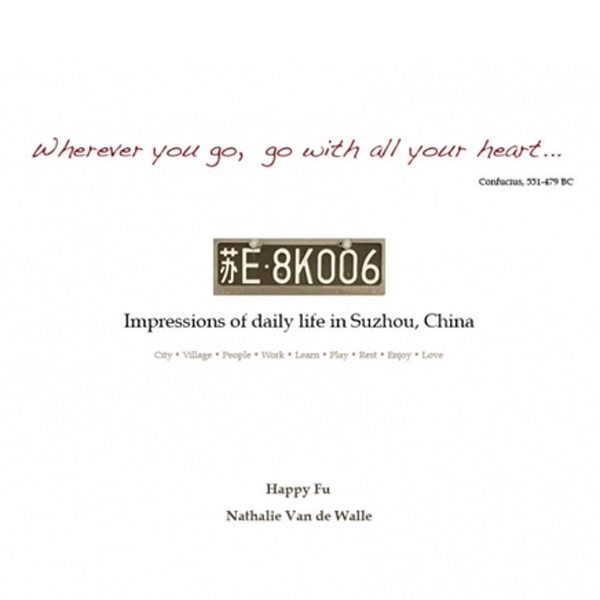 Wherever you go, go with all your heart...
Confucius, 551-479 BC
苏E·8K006
Impressions of daily life in Suzhou, China
City • Village • People • Work • Learn • Play • Rest • Enjoy • Love
Happy Fu
Nathalie Van de Walle